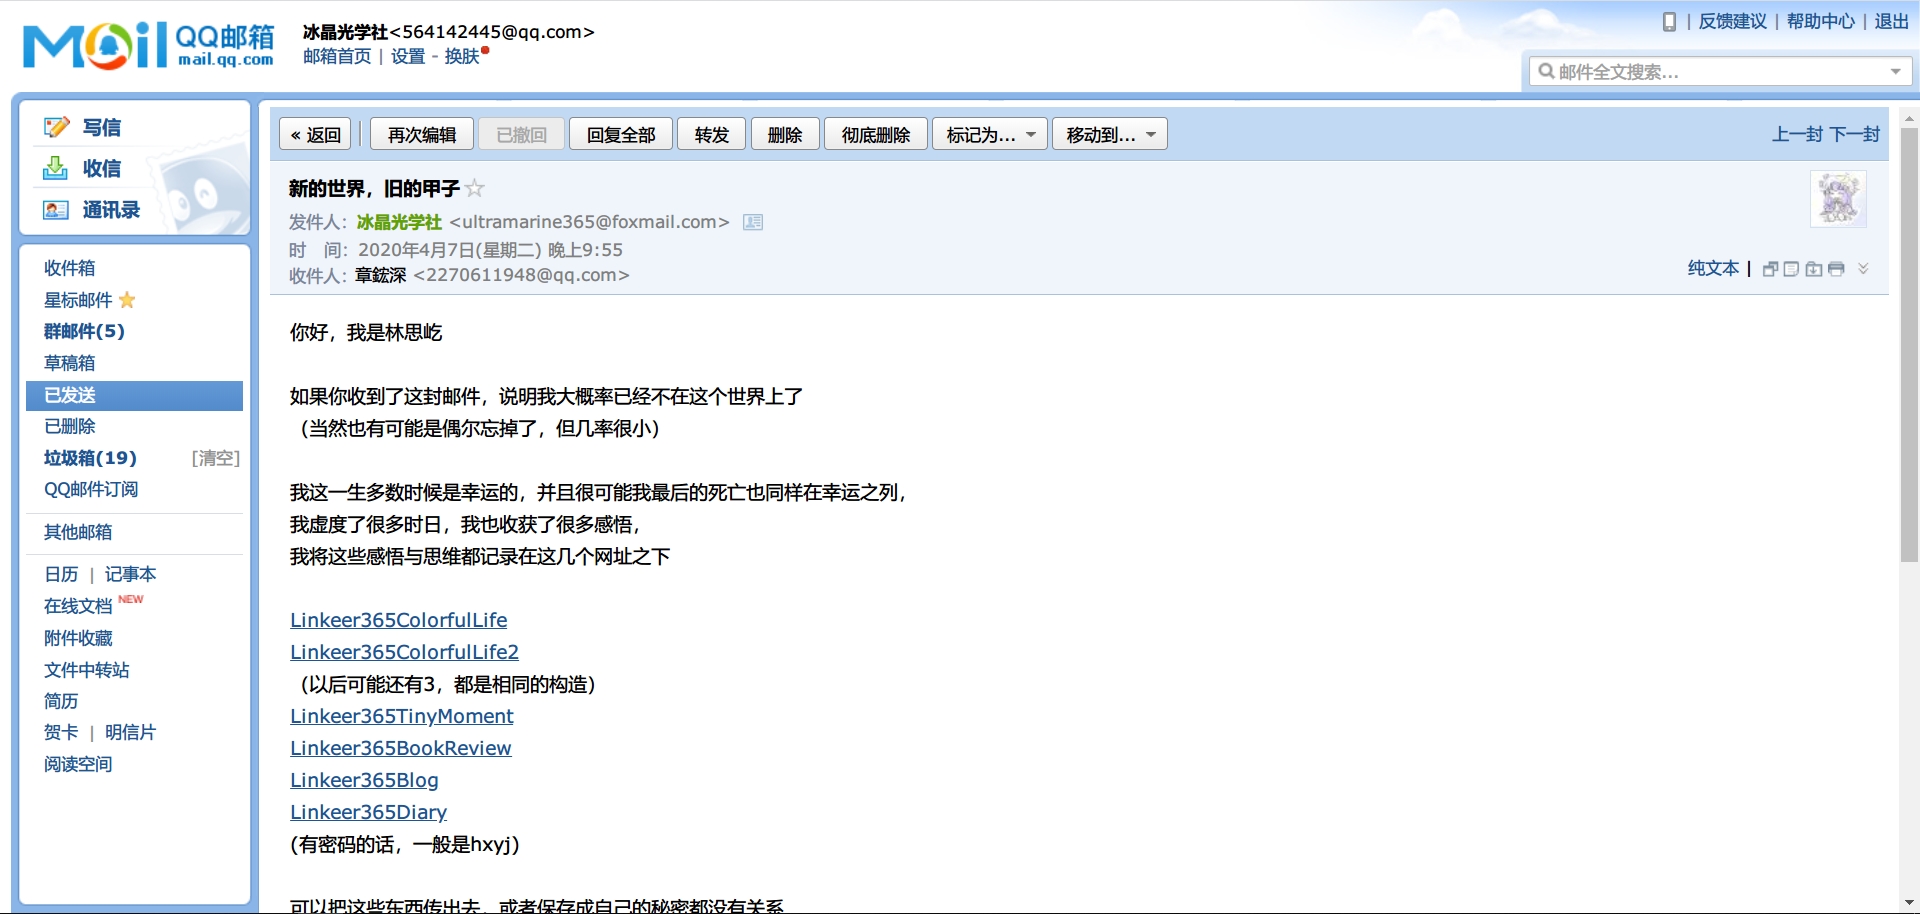 Mail QQ邮箱 mail.qq.com
冰晶光学社<564142445@qq.com>
邮箱首页 | 设置 - 换肤
反馈建议 | 帮助中心 | 退出
邮件全文搜索...
写信
收信
通讯录
收件箱
星标邮件
群邮件(5)
草稿箱
已发送
已删除
垃圾箱(19) [清空]
QQ邮件订阅
其他邮箱
日历 | 记事本
在线文档 NEW
附件收藏
文件中转站
简历
贺卡 | 明信片
阅读空间
« 返回 | 再次编辑 已撤回 回复全部 转发 删除 彻底删除 标记为... 移动到... 上一封 下一封
新的世界，旧的甲子
发件人：冰晶光学社 <ultramarine365@foxmail.com>
时 间：2020年4月7日(星期二) 晚上9:55
收件人：章鋐深 <2270611948@qq.com>
纯文本 |
你好，我是林思屹
如果你收到了这封邮件，说明我大概率已经不在这个世界上了
（当然也有可能是偶尔忘掉了，但几率很小）
我这一生多数时候是幸运的，并且很可能我最后的死亡也同样在幸运之列，
我虚度了很多时日，我也收获了很多感悟，
我将这些感悟与思维都记录在这几个网址之下
Linkeer365ColorfulLife
Linkeer365ColorfulLife2
（以后可能还有3，都是相同的构造）
Linkeer365TinyMoment
Linkeer365BookReview
Linkeer365Blog
Linkeer365Diary
(有密码的话，一般是hxyj)
可以把这些东西传出去，或者保存成自己的秘密都没有关系